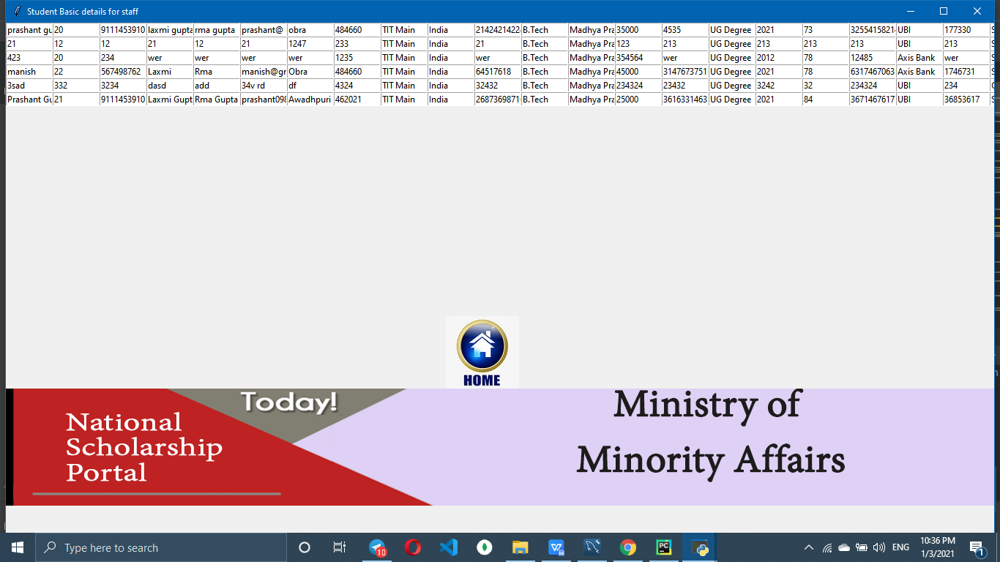 Student Basic details for staff
prashant gu 20 9111453910 laxmi gupta rma gupta prashant@ obra 484660 TIT Main India 2142421422 B.Tech Madhya Pra 35000 4535 UG Degree 2021 73 3255415821 UBI 177330 S
21 12 12 21 12 21 1247 233 TIT Main India 21 B.Tech Madhya Pra 123 213 UG Degree 213 213 213 UBI 213 S
423 20 234 wer wer wer wer 1235 TIT Main India wer B.Tech Madhya Pra 354564 wer UG Degree 2012 78 12485 Axis Bank wer S
manish 22 567498762 Laxmi Rma manish@gr Obra 484660 TIT Main India 64517618 B.Tech Madhya Pra 45000 3147673751 UG Degree 2021 78 6317467063 Axis Bank 1746731 S
3sad 332 3234 dasd add 34v rd df 4324 TIT Main India 32432 B.Tech Madhya Pra 234324 23432 UG Degree 3242 32 234324 UBI 234
Prashant Gu 21 9111453910 Laxmi Gupt Rma Gupta prashant098 Awadhpuri 462021 TIT Main India 2687369871 B.Tech Madhya Pra 25000 3616331463 UG Degree 2021 84 3671467617 UBI 36853617 S
HOME
Today!
National
Scholarship
Portal
Ministry of
Minority Affairs
Type here to search
10
PC
ENG
10:36 PM
1/3/2021
1